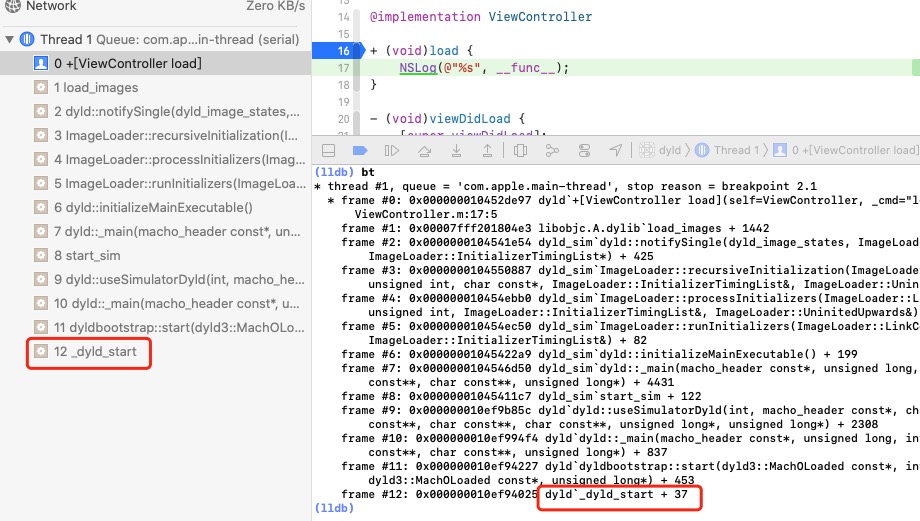 Network Zero KB/s
Thread 1 Queue: com.ap...in-thread (serial)
0 +[ViewController load]
1 load_images
2 dyld::notifySingle(dyld_image_states,...
3 ImageLoader::recursiveInitialization(I...
4 ImageLoader::processInitializers(Imag...
5 ImageLoader::runInitializers(ImageLoa...
6 dyld::initializeMainExecutable()
7 dyld::_main(macho_header const*, un...
8 start_sim
9 dyld::useSimulatorDyld(int, macho_he...
10 dyld::_main(macho_header const*, u...
11 dyldbootstrap::start(dyld3::MachOLo...
12 _dyld_start
14 @implementation ViewController
15
16 + (void)load {
17 NSLog(@"%s", __func__);
18 }
19
20 - (void)viewDidLoad {
[super viewDidLoad];
dyld Thread 1 0 +[ViewController load]
(lldb) bt
* thread #1, queue = 'com.apple.main-thread', stop reason = breakpoint 2.1
* frame #0: 0x000000010452de97 dyld`+[ViewController load](self=ViewController, _cmd="l
ViewController.m:17:5
frame #1: 0x00007fff201804e3 libobjc.A.dylib`load_images + 1442
frame #2: 0x0000000104541e54 dyld_sim`dyld::notifySingle(dyld_image_states, ImageLoad
ImageLoader::InitializerTimingList*) + 425
frame #3: 0x0000000104550887 dyld_sim`ImageLoader::recursiveInitialization(ImageLoade
unsigned int, char const*, ImageLoader::InitializerTimingList&, ImageLoader::Unin
frame #4: 0x000000010454ebb0 dyld_sim`ImageLoader::processInitializers(ImageLoader::L
unsigned int, ImageLoader::InitializerTimingList&, ImageLoader::UninitedUpwards&)
frame #5: 0x000000010454ec50 dyld_sim`ImageLoader::runInitializers(ImageLoader::LinkC
ImageLoader::InitializerTimingList&) + 82
frame #6: 0x00000001045422a9 dyld_sim`dyld::initializeMainExecutable() + 199
frame #7: 0x0000000104546d50 dyld_sim`dyld::_main(macho_header const*, unsigned long,
const**, char const**, unsigned long*) + 4431
frame #8: 0x00000001045411c7 dyld_sim`start_sim + 122
frame #9: 0x000000010ef9b85c dyld`dyld::useSimulatorDyld(int, macho_header const*, ch
const**, char const**, char const**, unsigned long*, unsigned long*) + 2308
frame #10: 0x000000010ef994f4 dyld`dyld::_main(macho_header const*, unsigned long, in
const**, char const**, unsigned long*) + 837
frame #11: 0x000000010ef94227 dyld`dyldbootstrap::start(dyld3::MachOLoaded const*, in
dyld3::MachOLoaded const*, unsigned long*) + 453
frame #12: 0x000000010ef94025 dyld`_dyld_start + 37
(lldb)